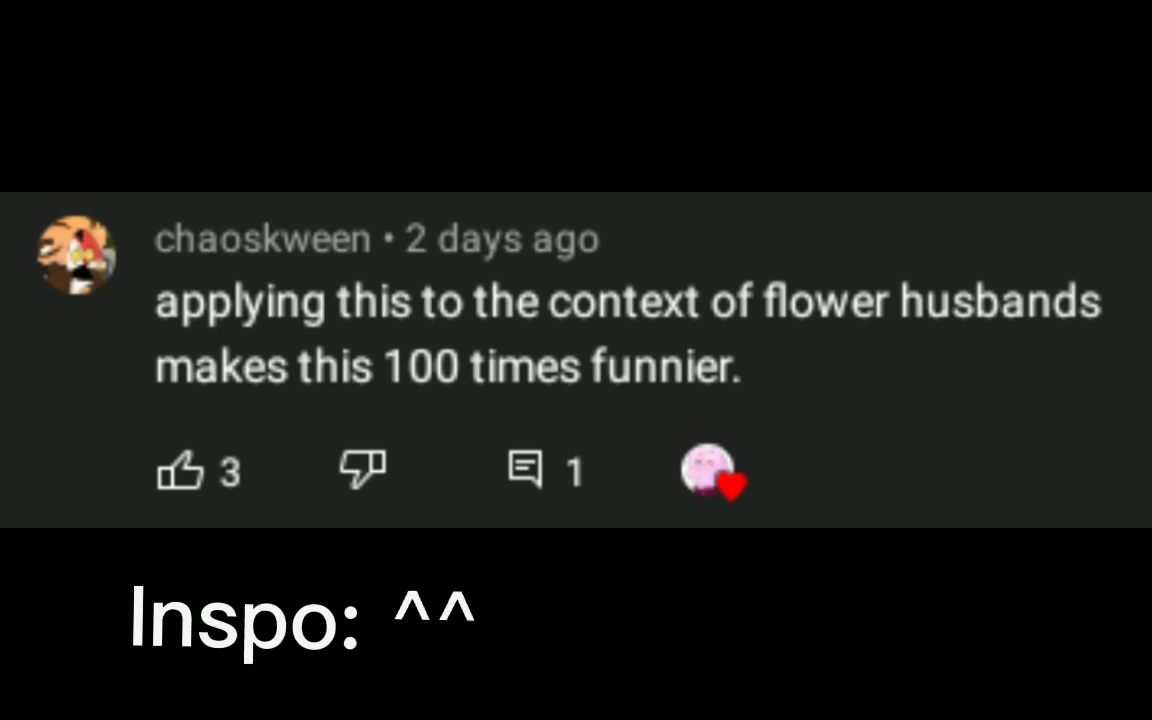 chaoskween • 2 days ago
applying this to the context of flower husbands
makes this 100 times funnier.
3 1
Inspo: ^^